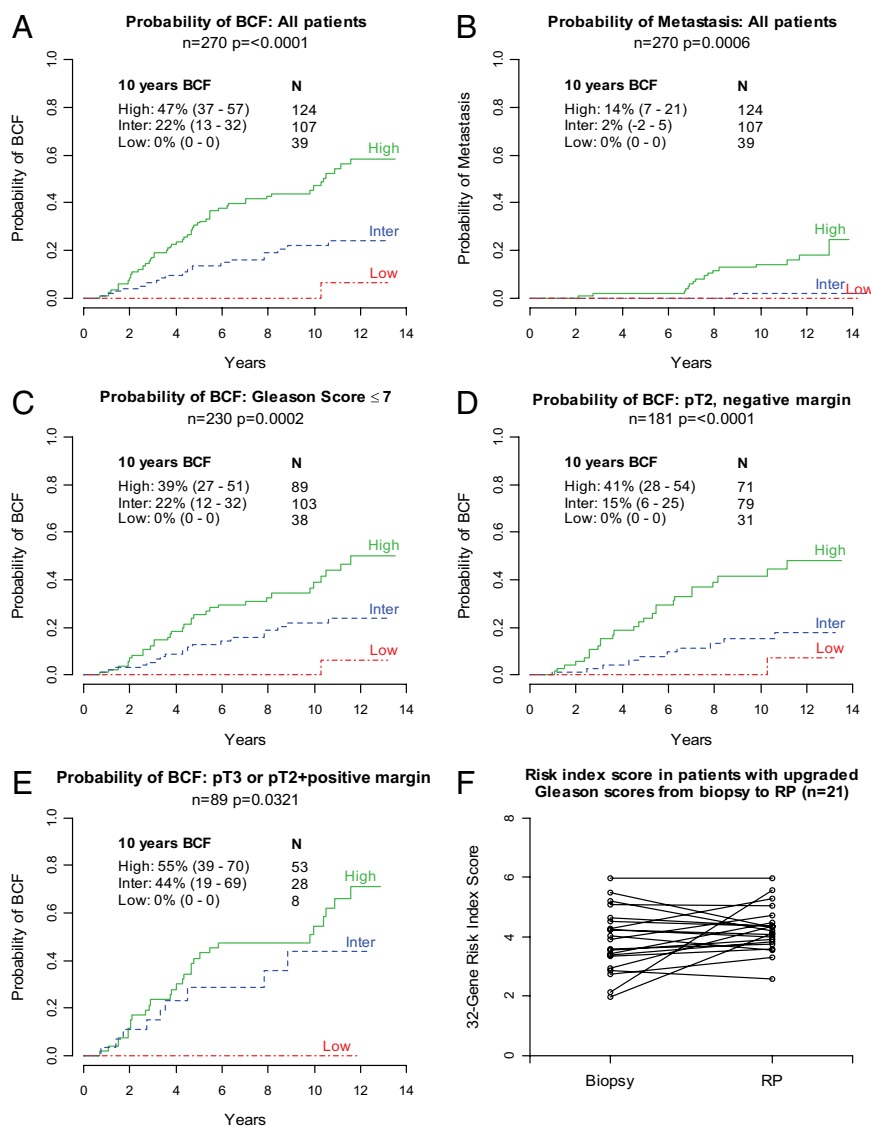 A
Probability of BCF: All patients
n=270 p=<0.0001
Probability of BCF
1.0
0.8
0.6
0.4
0.2
0.0
10 years BCF N
High: 47% (37 - 57) 124
Inter: 22% (13 - 32) 107
Low: 0% (0 - 0) 39
High
Inter
Low
0 2 4 6 8 10 12 14
Years
B
Probability of Metastasis: All patients
n=270 p=0.0006
Probability of Metastasis
1.0
0.8
0.6
0.4
0.2
0.0
10 years BCF N
High: 14% (7 - 21) 124
Inter: 2% (-2 - 5) 107
Low: 0% (0 - 0) 39
High
Inter
Low
0 2 4 6 8 10 12 14
Years
C
Probability of BCF: Gleason Score ≤ 7
n=230 p=0.0002
Probability of BCF
1.0
0.8
0.6
0.4
0.2
0.0
10 years BCF N
High: 39% (27 - 51) 89
Inter: 22% (12 - 32) 103
Low: 0% (0 - 0) 38
High
Inter
Low
0 2 4 6 8 10 12 14
Years
D
Probability of BCF: pT2, negative margin
n=181 p=<0.0001
Probability of BCF
1.0
0.8
0.6
0.4
0.2
0.0
10 years BCF N
High: 41% (28 - 54) 71
Inter: 15% (6 - 25) 79
Low: 0% (0 - 0) 31
High
Inter
Low
0 2 4 6 8 10 12 14
Years
E
Probability of BCF: pT3 or pT2+positive margin
n=89 p=0.0321
Probability of BCF
1.0
0.8
0.6
0.4
0.2
0.0
10 years BCF N
High: 55% (39 - 70) 53
Inter: 44% (19 - 69) 28
Low: 0% (0 - 0) 8
High
Inter
Low
0 2 4 6 8 10 12 14
Years
F
Risk index score in patients with upgraded
Gleason scores from biopsy to RP (n=21)
32-Gene Risk Index Score
8
6
4
2
0
Biopsy RP